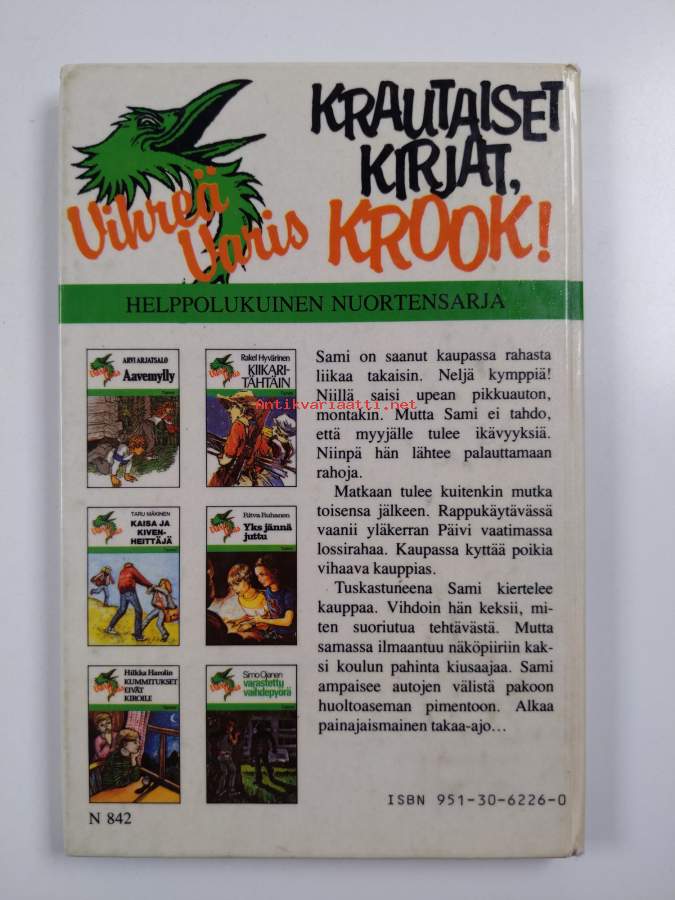 KRAUTAISET
KIRJAT,
KROOK!
Vihreä
Varis
HELPPOLUKUINEN NUORTENSARJA
ARVI ARJATSALO
Aavemylly
Rakel Hyvärinen
KIIKARI-
TÄHTÄIN
TARU MÄKINEN
KAISA JA
KIVEN-
HEITTÄJÄ
Ritva Ruhanen
Yks jännä
juttu
Hilkka Harolin
KUMMITUKSET
EIVÄT
KIROILE
Simo Ojanen
varastettu
vaihdepyörä
Sami on saanut kaupassa rahasta
liikaa takaisin. Neljä kymppiä!
Niillä saisi upean pikkuauton,
montakin. Mutta Sami ei tahdo,
että myyjälle tulee ikävyyksiä.
Niinpä hän lähtee palauttamaan
rahoja.
Matkaan tulee kuitenkin mutka
toisensa jälkeen. Rappukäytävässä
vaanii yläkerran Päivi vaatimassa
lossirahaa. Kaupassa kyttää poikia
vihaava kauppias.
Tuskastuneena Sami kiertelee
kauppaa. Vihdoin hän keksii, mi-
ten suoriutua tehtävästä. Mutta
samassa ilmaantuu näköpiiriin kak-
si koulun pahinta kiusaajaa. Sami
ampaisee autojen välistä pakoon
huoltoaseman pimentoon. Alkaa
painajaismainen takaa-ajo...
ISBN 951-30-6226-0
N 842
Antikvariaatti.net